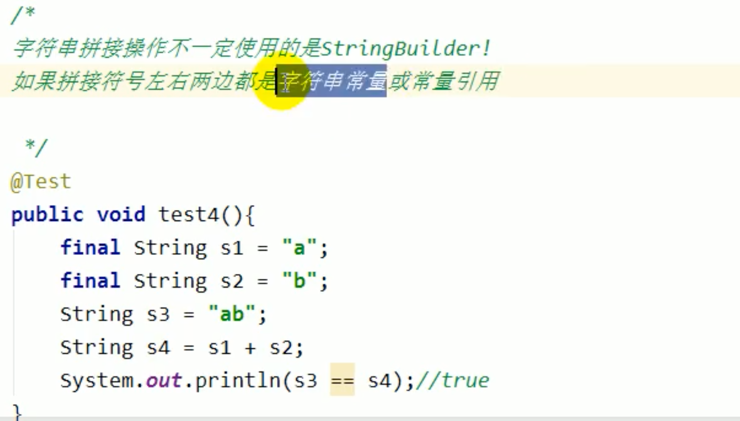 /*
字符串拼接操作不一定使用的是StringBuilder!
如果拼接符号左右两边都是字符串常量或常量引用
*/
@Test
public void test4(){
final String s1 = "a";
final String s2 = "b";
String s3 = "ab";
String s4 = s1 + s2;
System.out.println(s3 == s4);//true
}